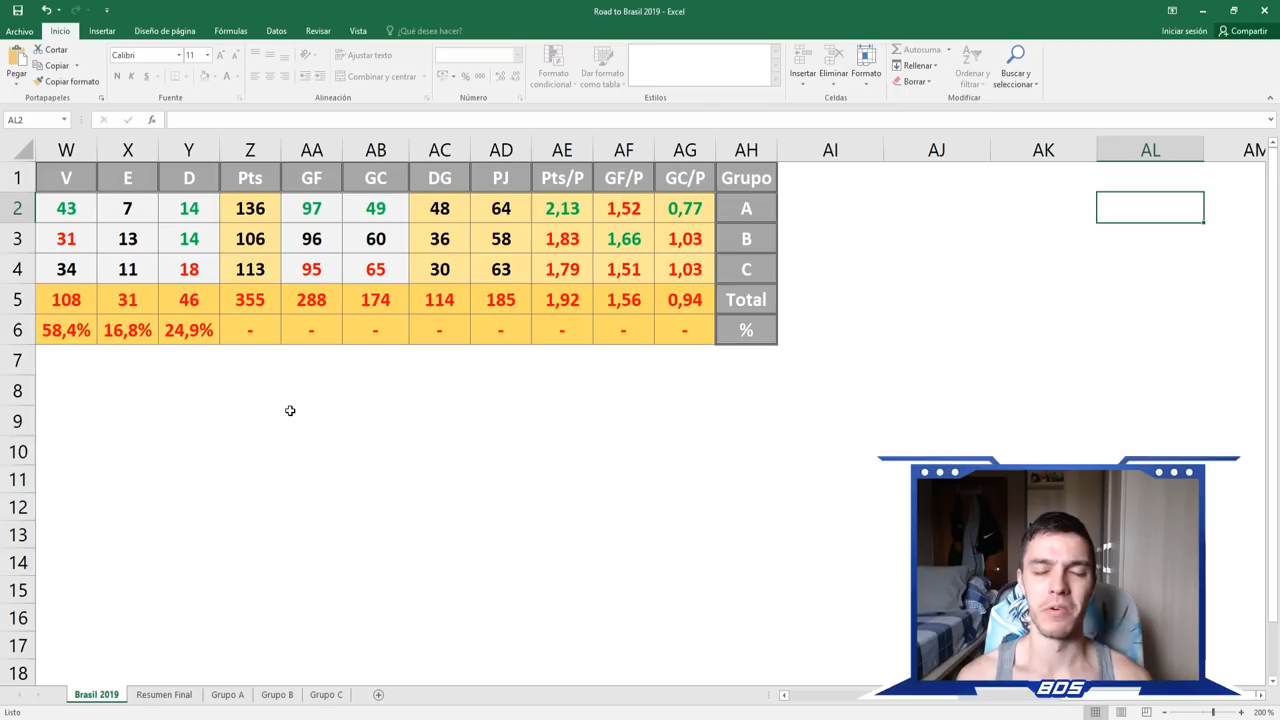 Road to Brasil 2019 - Excel
Archivo Inicio Insertar Diseño de página Fórmulas Datos Revisar Vista ¿Qué desea hacer? Iniciar sesión Compartir
Pegar Cortar Copiar Copiar formato
Calibri 11
N K S
Ajustar texto
Combinar y centrar
% 000
Formato condicional Dar formato como tabla
Insertar Eliminar Formato
Autosuma Rellenar Borrar
Ordenar y filtrar Buscar y seleccionar
Portapapeles Fuente Alineación Número Estilos Celdas Modificar
AL2 fx
W X Y Z AA AB AC AD AE AF AG AH AI AJ AK AL AM
1 V E D Pts GF GC DG PJ Pts/P GF/P GC/P Grupo
2 43 7 14 136 97 49 48 64 2,13 1,52 0,77 A
3 31 13 14 106 96 60 36 58 1,83 1,66 1,03 B
4 34 11 18 113 95 65 30 63 1,79 1,51 1,03 C
5 108 31 46 355 288 174 114 185 1,92 1,56 0,94 Total
6 58,4% 16,8% 24,9% - - - - - - - - %
7
8
9
10
11
12
13
14
15
16
17
18
BDS
Brasil 2019 Resumen Final Grupo A Grupo B Grupo C
Listo 200 %